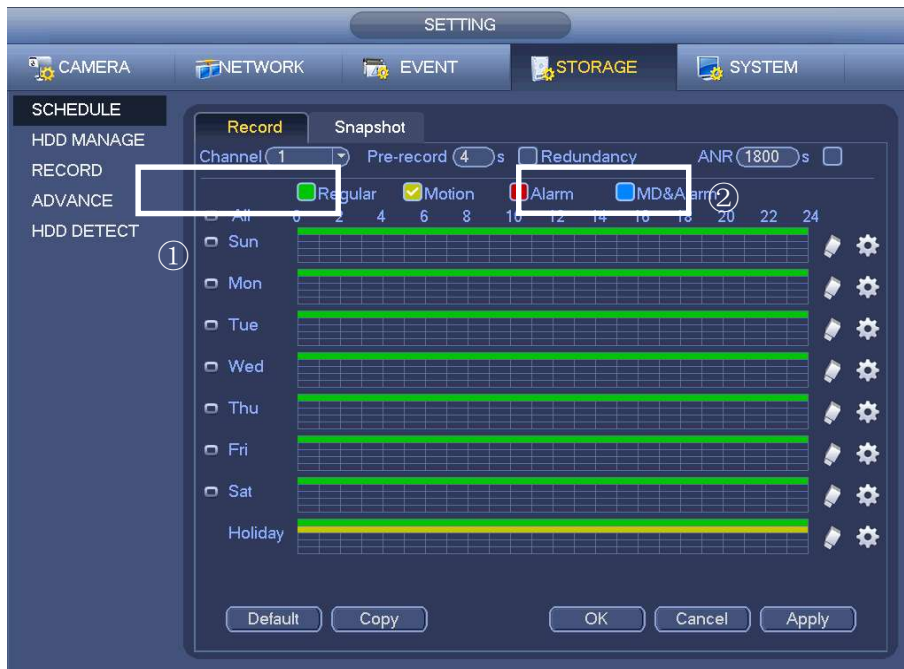 SETTING
CAMERA NETWORK EVENT STORAGE SYSTEM
SCHEDULE
HDD MANAGE
RECORD
ADVANCE
HDD DETECT
Record Snapshot
Channel 1 Pre-record 4 s Redundancy ANR 1800 s
Regular Motion Alarm MD&Alarm ②
All 0 2 4 6 8 10 12 14 16 18 20 22 24
① Sun
Mon
Tue
Wed
Thu
Fri
Sat
Holiday
Default Copy OK Cancel Apply